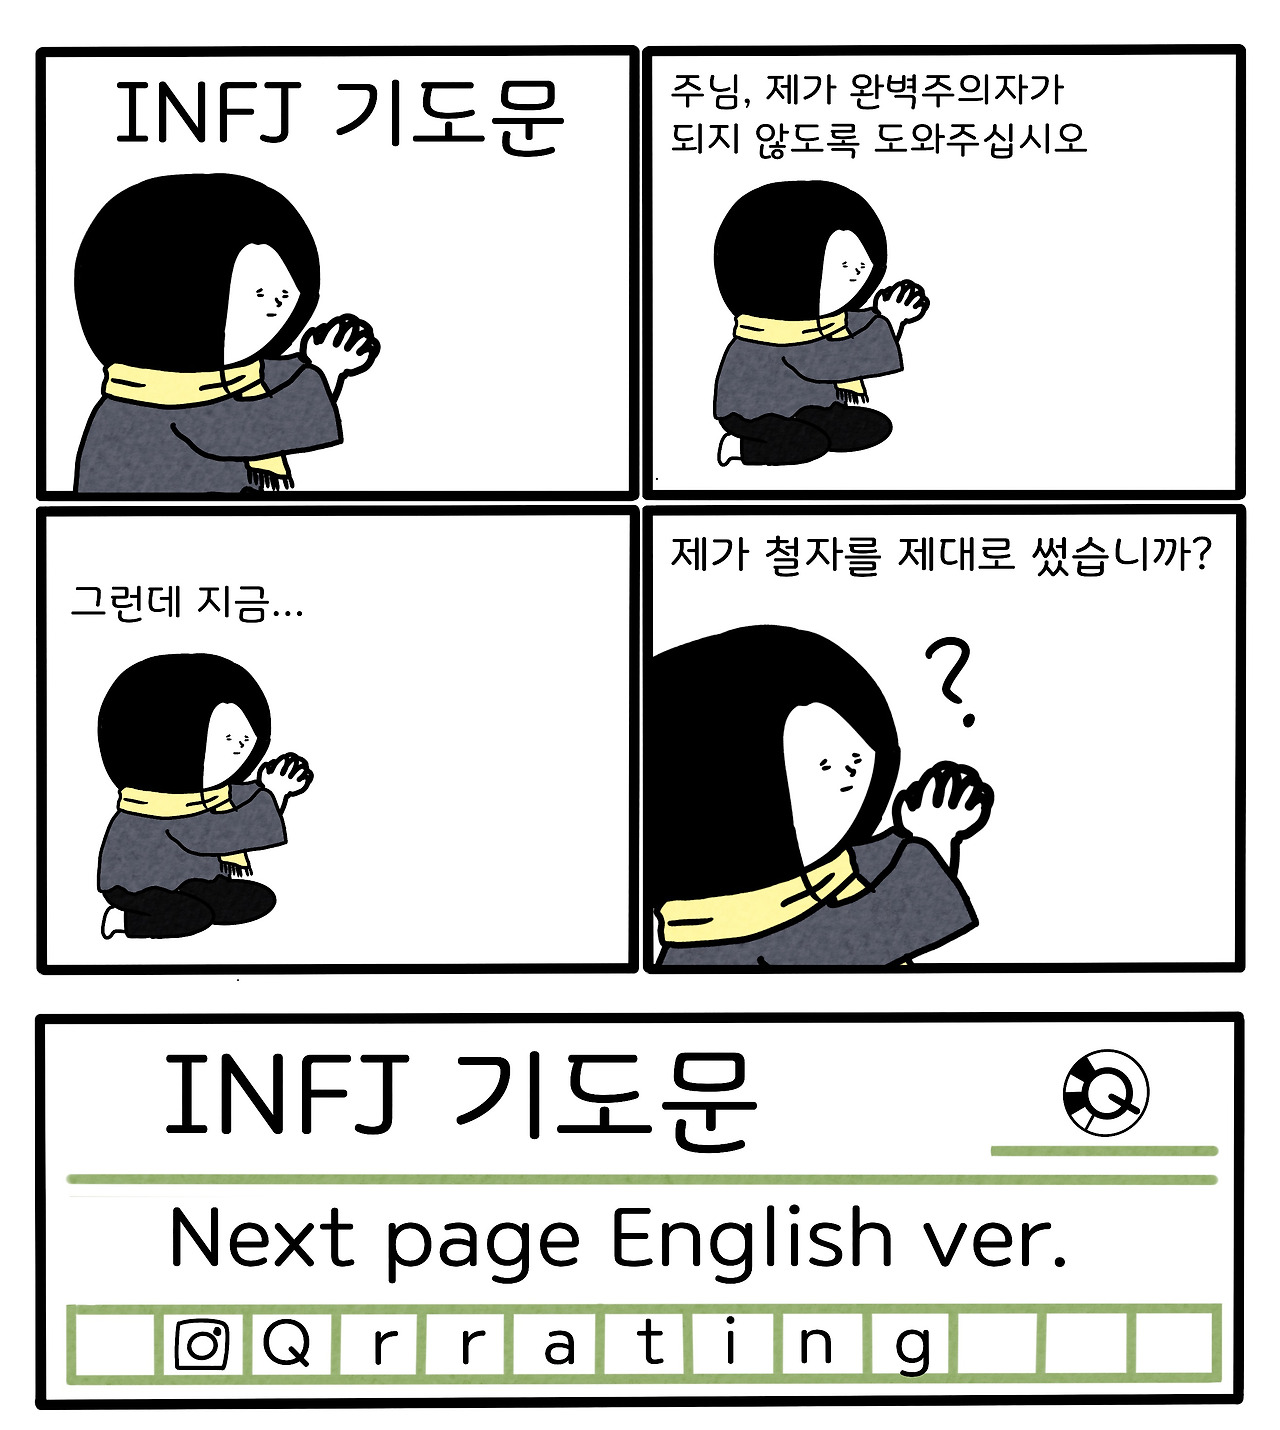 INFJ 기도문
주님, 제가 완벽주의자가
되지 않도록 도와주십시오
그런데 지금...
제가 철자를 제대로 썼습니까?
?
INFJ 기도문
Next page English ver.
Qrrating